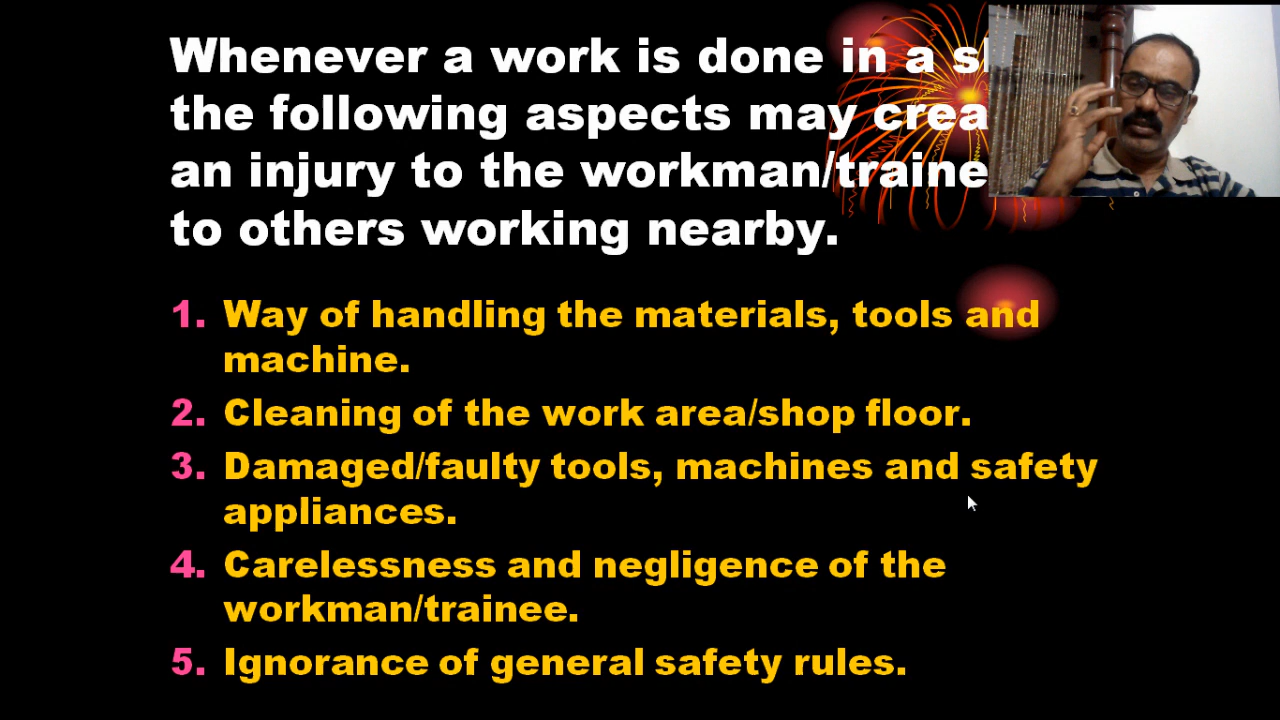 Whenever a work is done in a
the following aspects may
an injury to the workman/
to others working nearby.
1. Way of handling the materials, tools and
machine.
2. Cleaning of the work area/shop floor.
3. Damaged/faulty tools, machines and safety
appliances.
4. Carelessness and negligence of the
workman/trainee.
5. Ignorance of general safety rules.